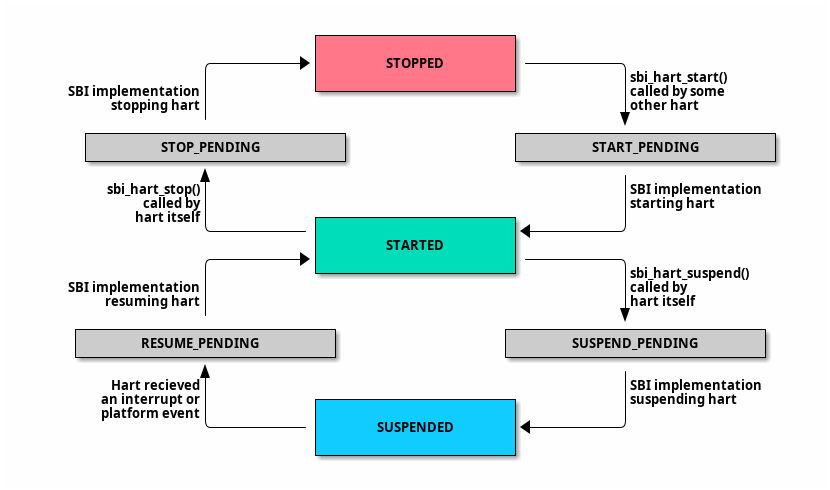 STOPPED
sbi_hart_start()
called by some
other hart
SBI implementation
stopping hart
STOP_PENDING
START_PENDING
sbi_hart_stop()
called by
hart itself
SBI implementation
starting hart
STARTED
SBI implementation
resuming hart
sbi_hart_suspend()
called by
hart itself
RESUME_PENDING
SUSPEND_PENDING
Hart recieved
an interrupt or
platform event
SBI implementation
suspending hart
SUSPENDED